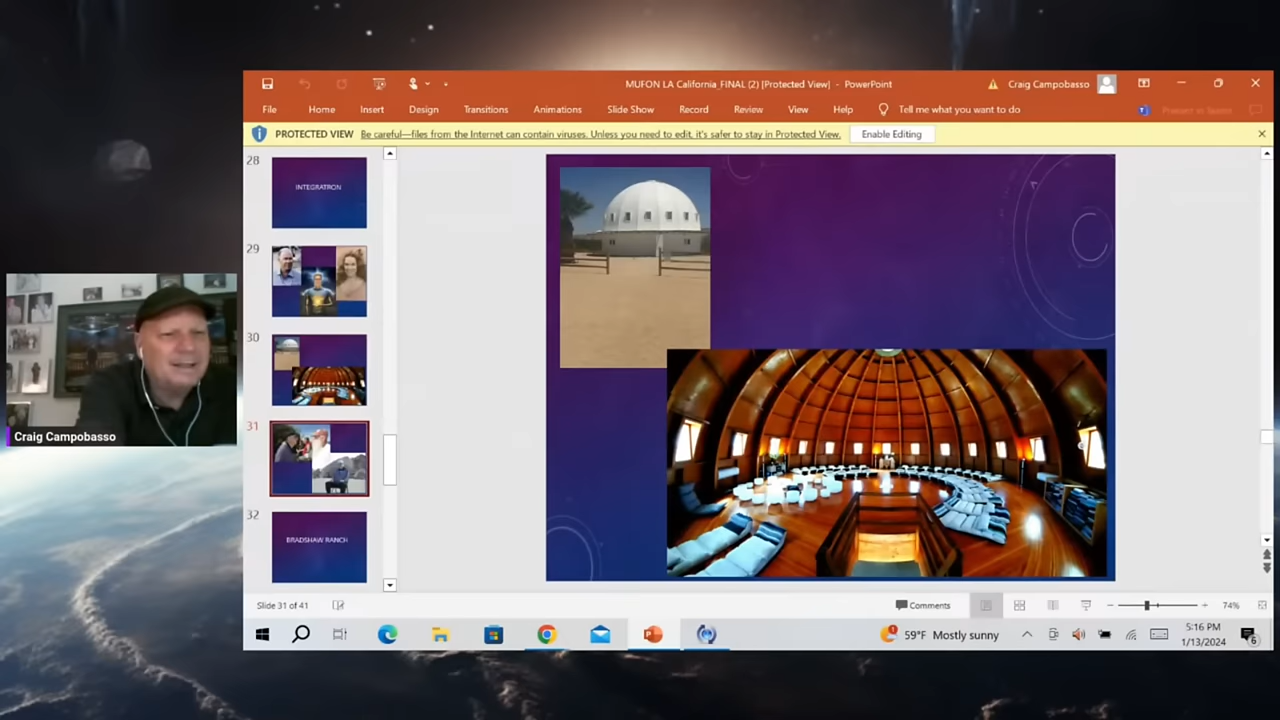 MUFON LA California_FINAL (2) [Protected View] - PowerPoint
Craig Campobasso
File Home Insert Design Transitions Animations Slide Show Record Review View Help Tell me what you want to do
PROTECTED VIEW Be careful—files from the Internet can contain viruses. Unless you need to edit, it's safer to stay in Protected View. Enable Editing
28
INTEGRATRON
29
30
31
32
BRADSHAW RANCH
Craig Campobasso
Slide 31 of 41
Comments
74%
59°F Mostly sunny
5:16 PM
1/13/2024
6